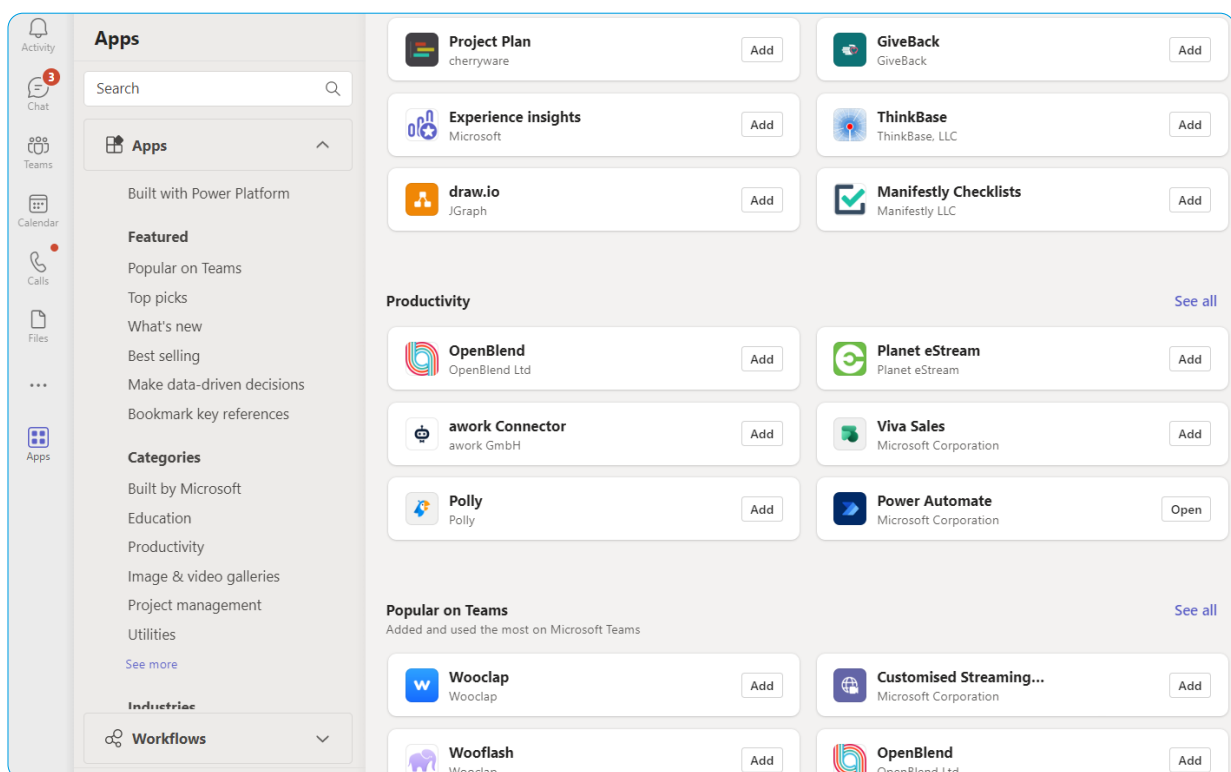 Activity
3
Chat
Teams
Calendar
Calls
Files
...
Apps
Apps
Search
Apps
Built with Power Platform
Featured
Popular on Teams
Top picks
What's new
Best selling
Make data-driven decisions
Bookmark key references
Categories
Built by Microsoft
Education
Productivity
Image & video galleries
Project management
Utilities
See more
Industries
Workflows
Project Plan
cherryware
Add
GiveBack
GiveBack
Add
Experience insights
Microsoft
Add
ThinkBase
ThinkBase, LLC
Add
draw.io
JGraph
Add
Manifestly Checklists
Manifestly LLC
Add
Productivity
See all
OpenBlend
OpenBlend Ltd
Add
Planet eStream
Planet eStream
Add
awork Connector
awork GmbH
Add
Viva Sales
Microsoft Corporation
Add
Polly
Polly
Add
Power Automate
Microsoft Corporation
Open
Popular on Teams
See all
Added and used the most on Microsoft Teams
w
Wooclap
Wooclap
Add
Customised Streaming...
Microsoft Corporation
Add
Wooflash
Wooclap
Add
OpenBlend
OpenBlend Ltd
Add